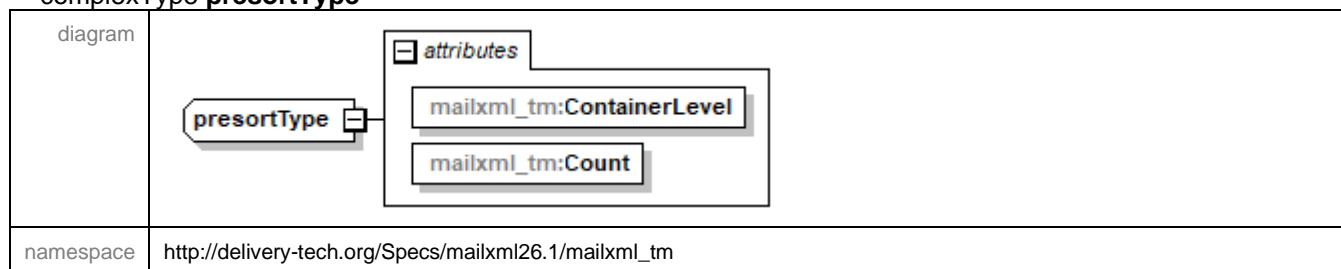 complexType presortType
diagram
attributes
presortType
mailxml_tm:ContainerLevel
mailxml_tm:Count
namespace
http://delivery-tech.org/Specs/mailxml26.1/mailxml_tm